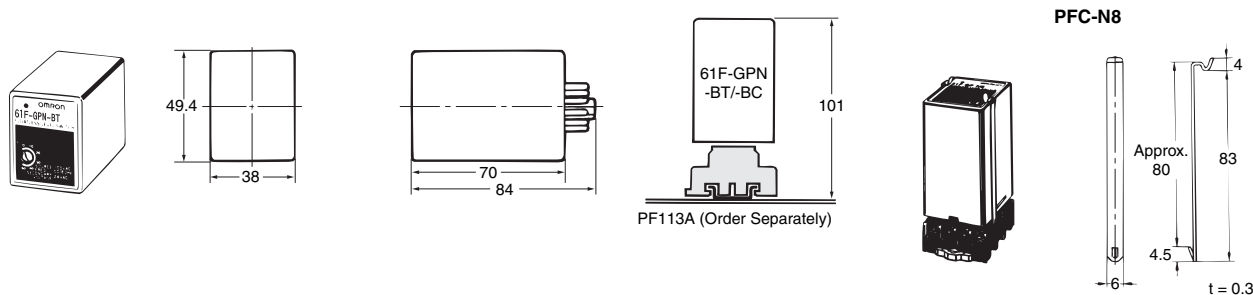 PFC-N8
OMRON
61F-GPN-BT
49.4
38
70
84
61F-GPN
-BT/-BC
101
PF113A (Order Separately)
4
Approx.
80
83
4.5
6
t = 0.3